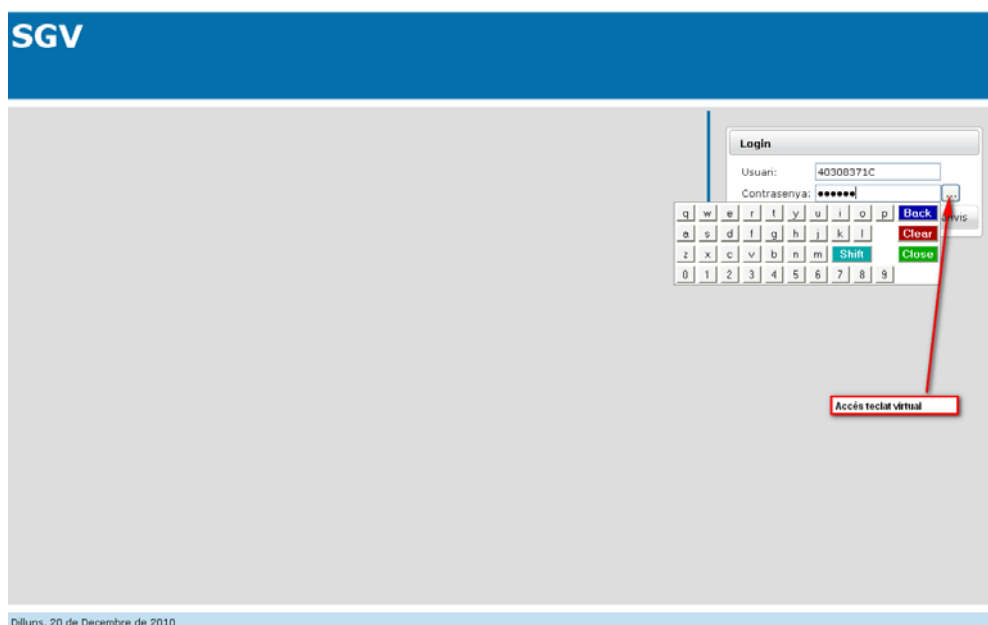 SGV
Login
Usuari: 40308371C
Contrasenya: ●●●●●● ...
q w e r t y u i o p Back
a s d f g h j k l Clear
z x c v b n m Shift Close
0 1 2 3 4 5 6 7 8 9
Accés teclat virtual
Dilluns, 20 de Decembre de 2010